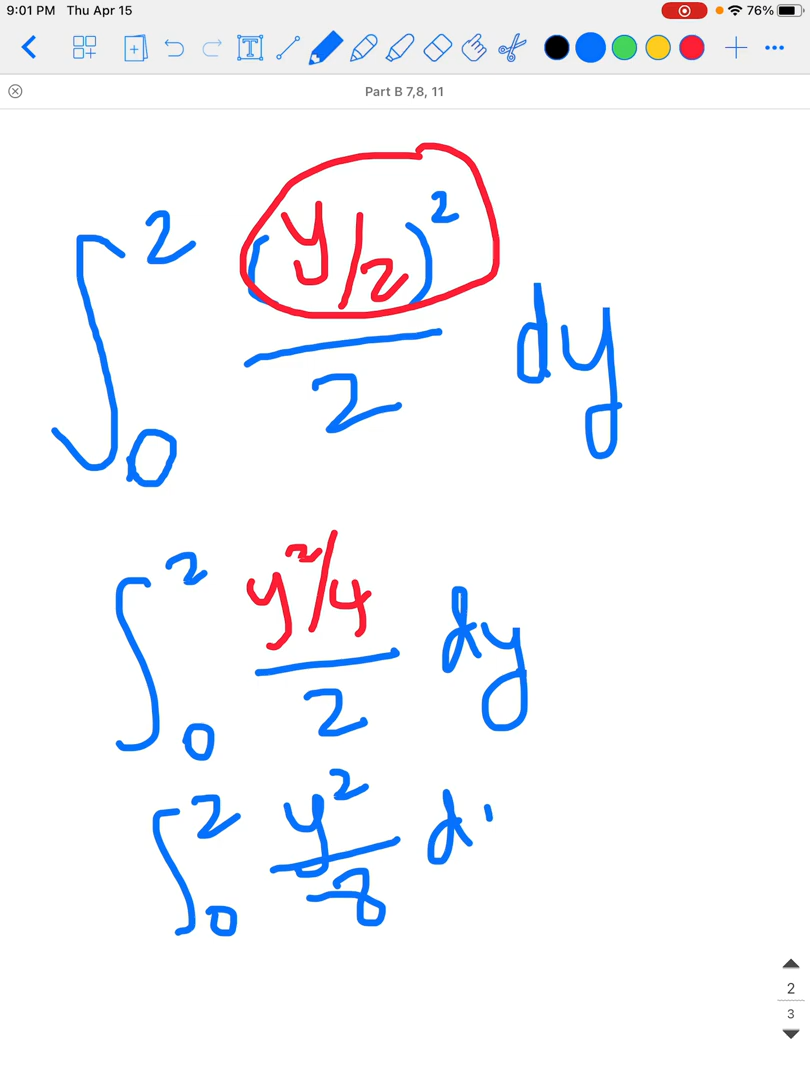 9:01 PM Thu Apr 15 76%
T
Part B 7,8, 11
∫₀² (y/2)²/2 dy
∫₀² y²/4/2 dy
∫₀² y²/8 d
2
3